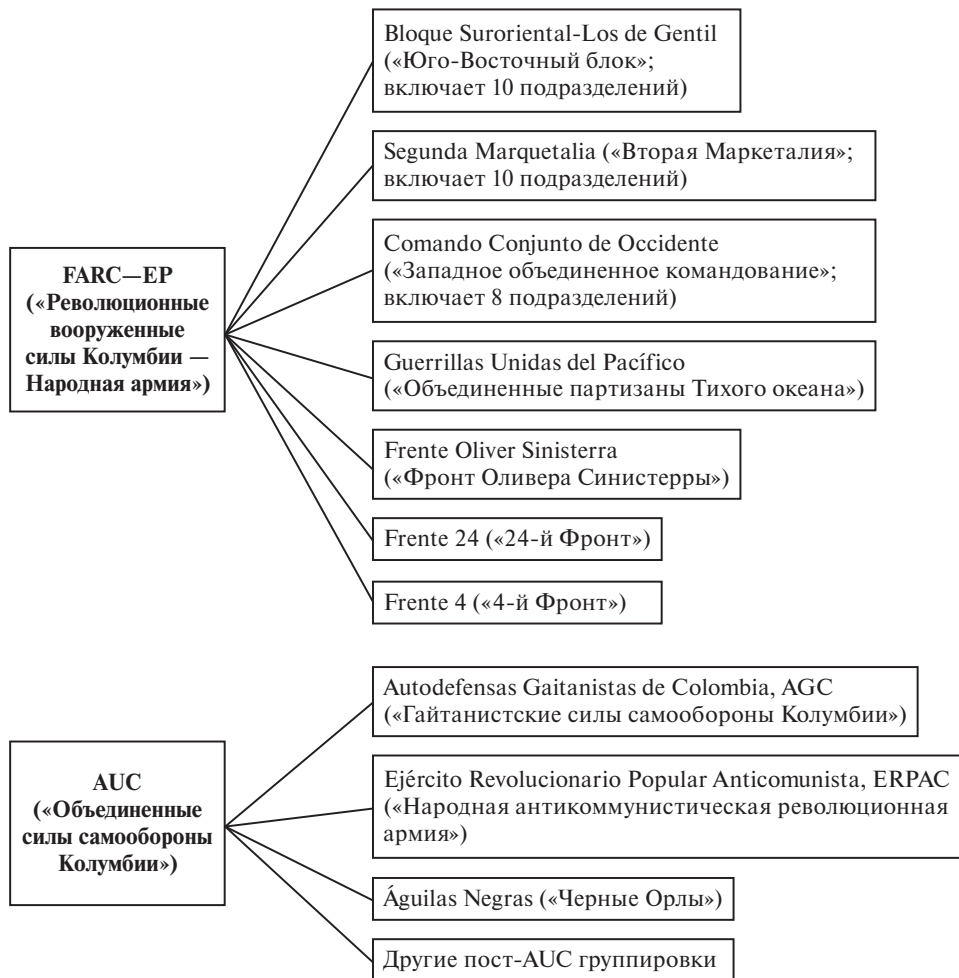 Bloque Suroriental-Los de Gentil
(«Юго-Восточный блок»;
включает 10 подразделений)
Segunda Marquetalia («Вторая Маркеталия»;
включает 10 подразделений)
Comando Conjunto de Occidente
(«Западное объединенное командование»;
включает 8 подразделений)
FARC—EP
(«Революционные
вооруженные
силы Колумбии —
Народная армия»)
Guerrillas Unidas del Pacífico
(«Объединенные партизаны Тихого океана»)
Frente Oliver Sinisterra
(«Фронт Оливера Синистерры»)
Frente 24 («24-й Фронт»)
Frente 4 («4-й Фронт»)
Autodefensas Gaitanistas de Colombia, AGC
(«Гайтанистские силы самообороны Колумбии»)
AUC
(«Объединенные
силы самообороны
Колумбии»)
Ejército Revolucionario Popular Anticomunista, ERPAC
(«Народная антикоммунистическая революционная
армия»)
Águilas Negras («Черные Орлы»)
Другие пост-AUC группировки